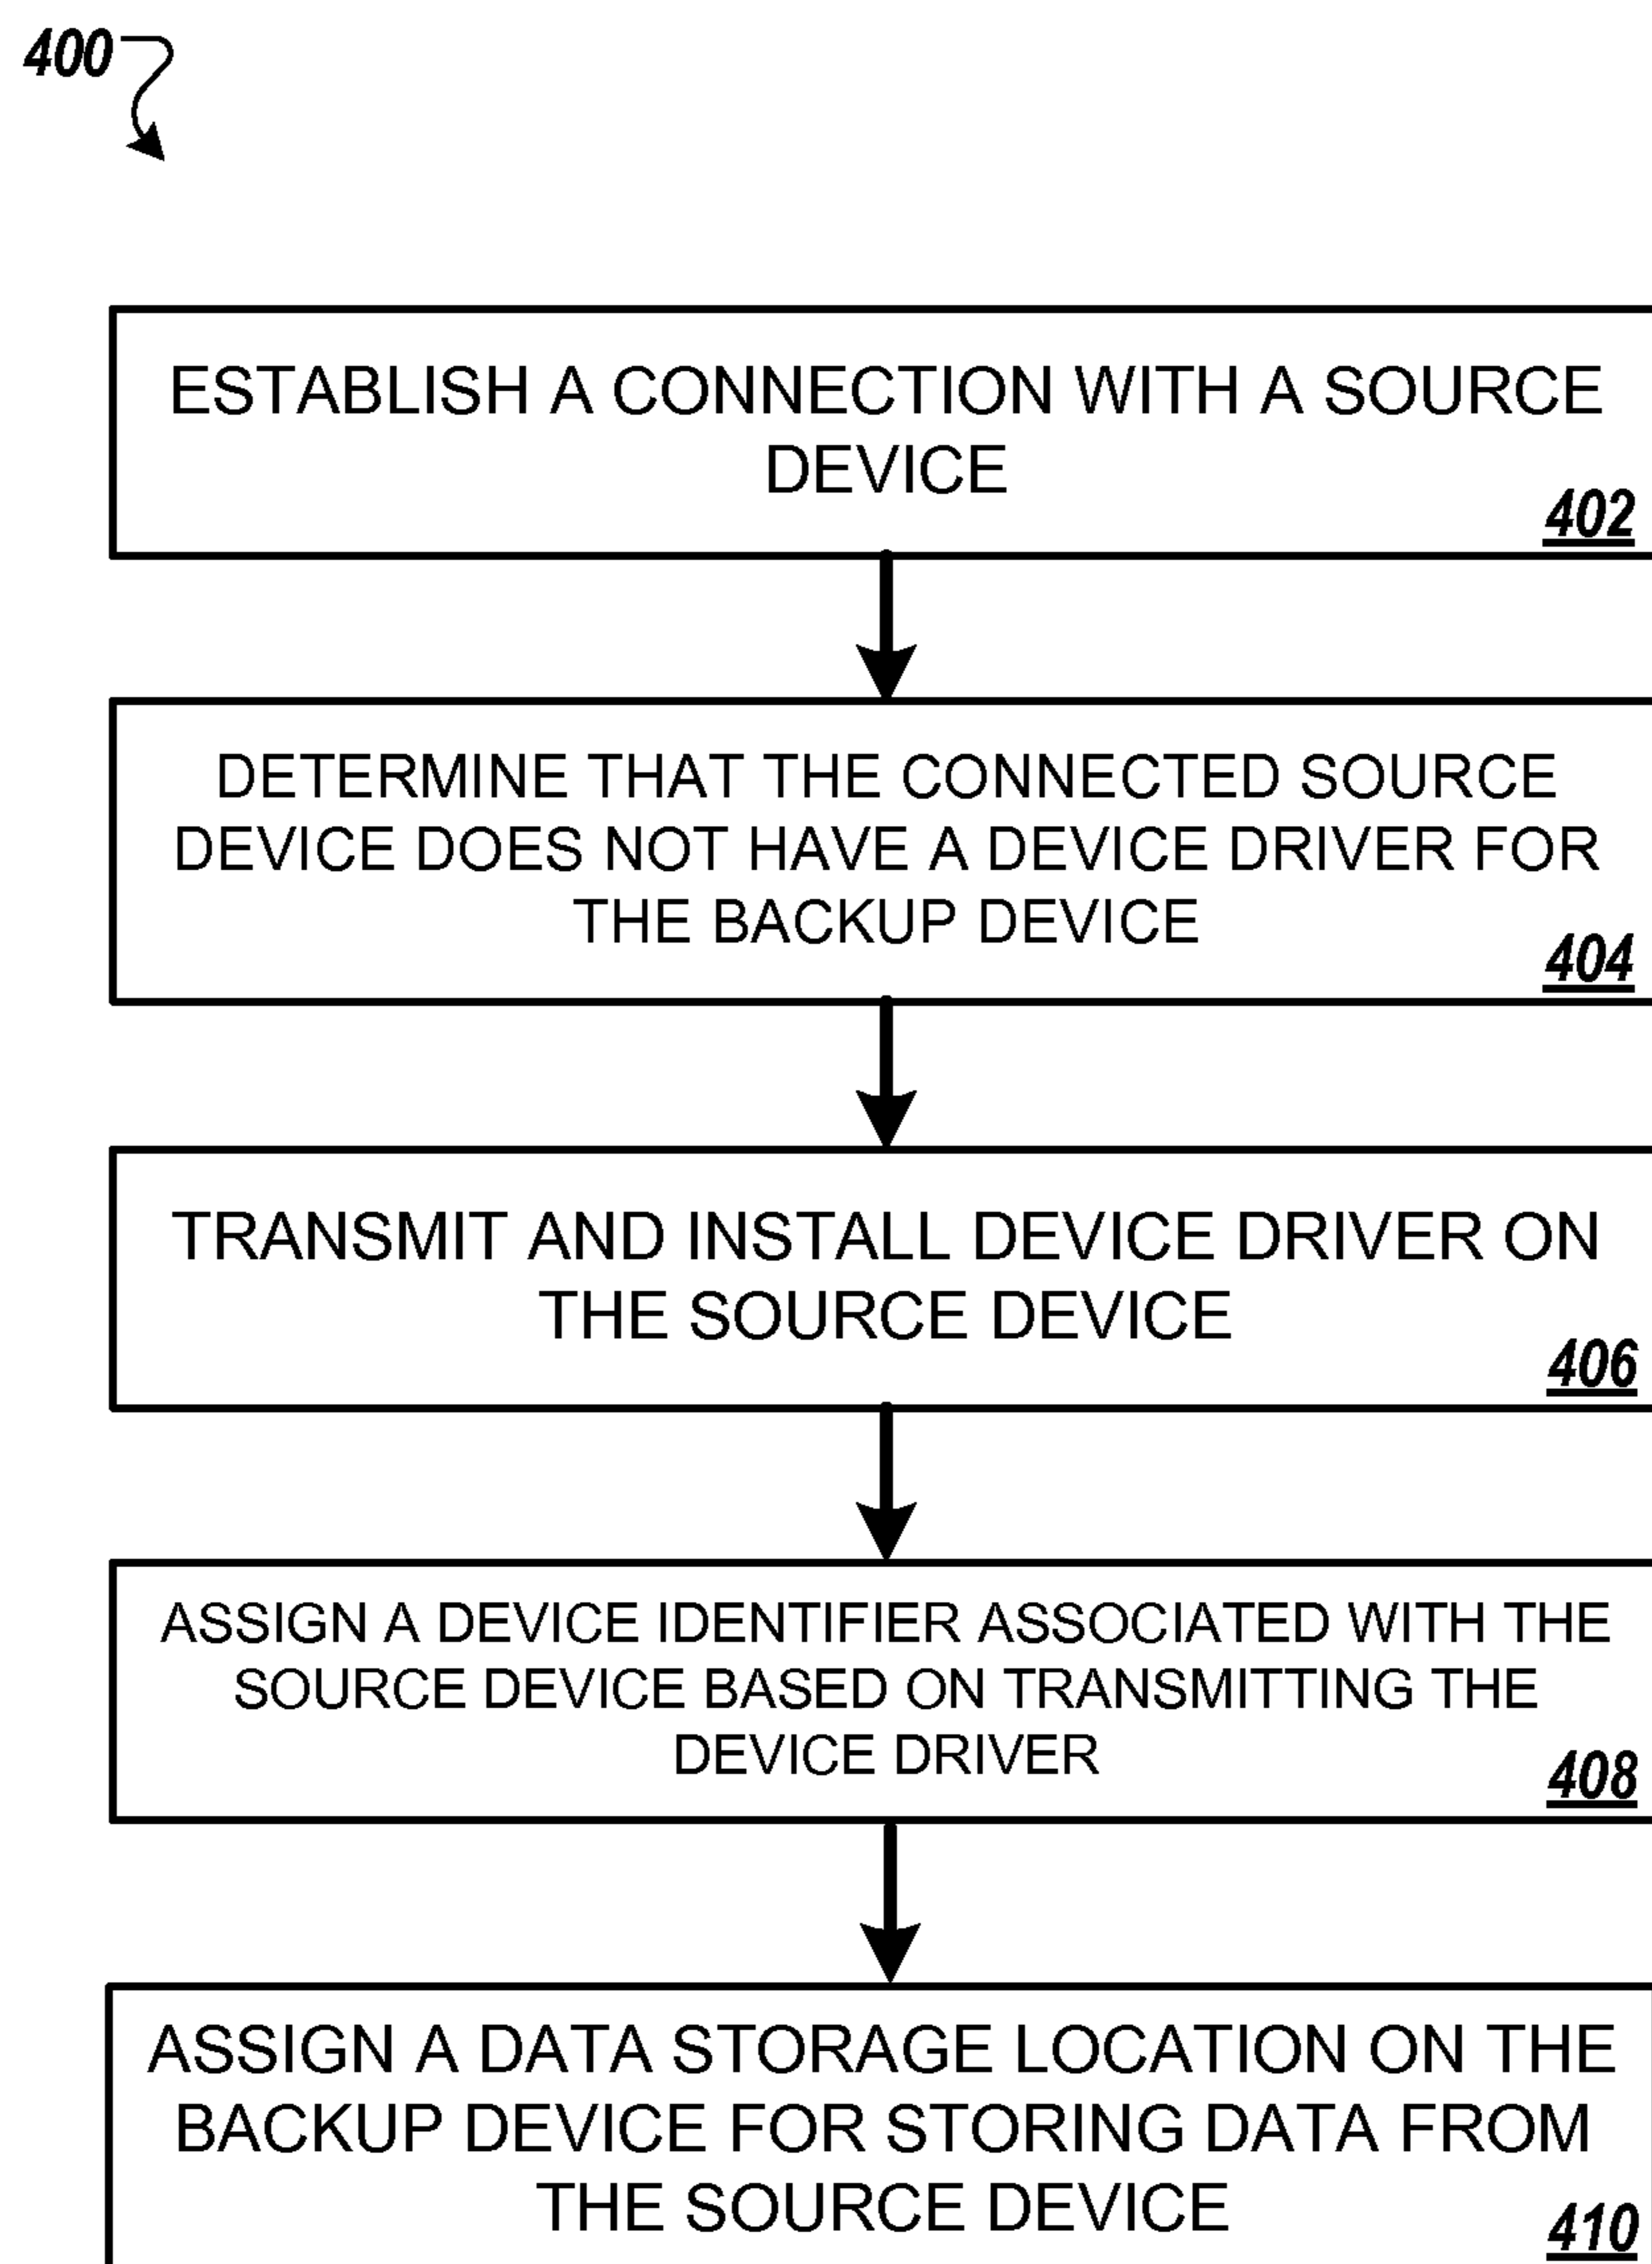 400
ESTABLISH A CONNECTION WITH A SOURCE
DEVICE
402
DETERMINE THAT THE CONNECTED SOURCE
DEVICE DOES NOT HAVE A DEVICE DRIVER FOR
THE BACKUP DEVICE
404
TRANSMIT AND INSTALL DEVICE DRIVER ON
THE SOURCE DEVICE
406
ASSIGN A DEVICE IDENTIFIER ASSOCIATED WITH THE
SOURCE DEVICE BASED ON TRANSMITTING THE
DEVICE DRIVER
408
ASSIGN A DATA STORAGE LOCATION ON THE
BACKUP DEVICE FOR STORING DATA FROM
THE SOURCE DEVICE
410